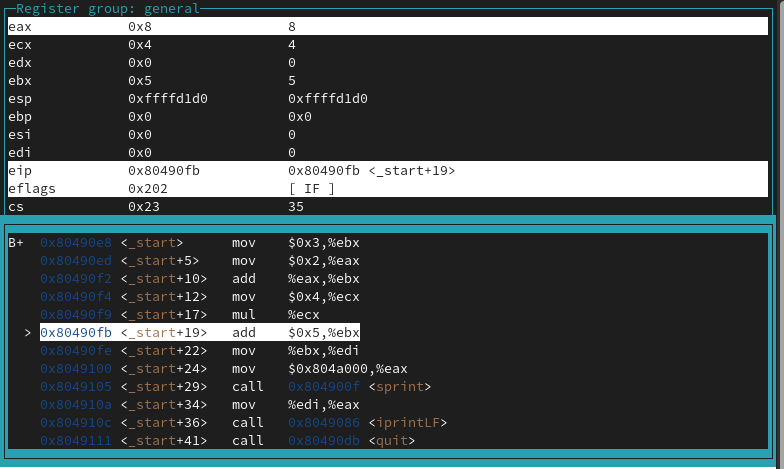 Register group: general
eax 0x8 8
ecx 0x4 4
edx 0x0 0
ebx 0x5 5
esp 0xffffd1d0 0xffffd1d0
ebp 0x0 0x0
esi 0x0 0
edi 0x0 0
eip 0x80490fb 0x80490fb <_start+19>
eflags 0x202 [ IF ]
cs 0x23 35
B+ 0x80490e8 <_start> mov $0x3,%ebx
0x80490ed <_start+5> mov $0x2,%eax
0x80490f2 <_start+10> add %eax,%ebx
0x80490f4 <_start+12> mov $0x4,%ecx
0x80490f9 <_start+17> mul %ecx
> 0x80490fb <_start+19> add $0x5,%ebx
0x80490fe <_start+22> mov %ebx,%edi
0x8049100 <_start+24> mov $0x804a000,%eax
0x8049105 <_start+29> call 0x804900f <sprint>
0x804910a <_start+34> mov %edi,%eax
0x804910c <_start+36> call 0x8049086 <iprintLF>
0x8049111 <_start+41> call 0x80490db <quit>